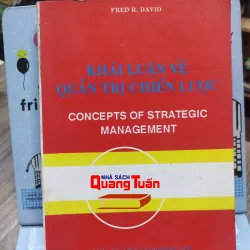 FRED R. DAVID
KHÁI LUẬN VỀ
QUẢN TRỊ CHIẾN LƯỢC
CONCEPTS OF STRATEGIC
MANAGEMENT
NHÀ SÁCH
Quang Tuấn
fri